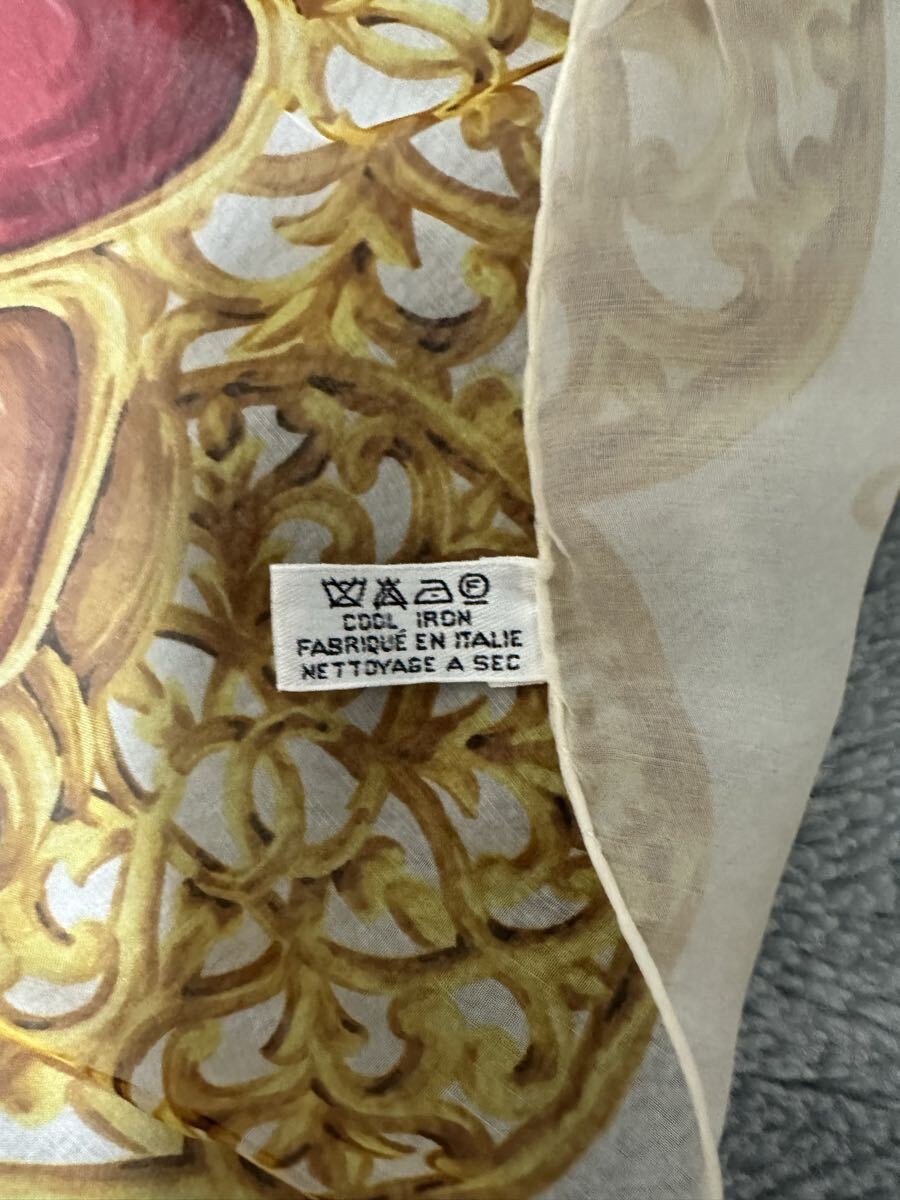 F
COOL IRON
FABRIQUÉ EN ITALIE
NETTOYAGE A SEC